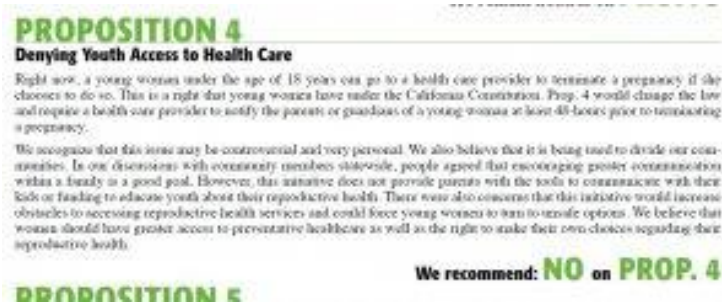 PROPOSITION 4
Denying Youth Access to Health Care
Right now, a young woman under the age of 18 years can go to a health care provider to terminate a pregnancy if she
chooses to do so. This is a right that young women have under the California Constitution. Prop. 4 would change the law
and require a health care provider to notify the parents or guardians of a young woman at least 48-hours prior to terminating
a pregnancy.
We recognize that this issue may be controversial and very personal. We also believe that it is being used to divide our com-
munities. In our discussions with community members statewide, people agreed that encouraging greater communication
within a family is a good goal. However, this initiative does not provide parents with the tools to communicate with their
kids or funding to educate youth about their reproductive health. There were also concerns that this initiative would increase
obstacles to accessing reproductive health services and could force young women to turn to unsafe options. We believe that
women should have greater access to preventative healthcare as well as the right to make their own choices regarding their
reproductive health.
We recommend: NO on PROP. 4
PROPOSITION 5